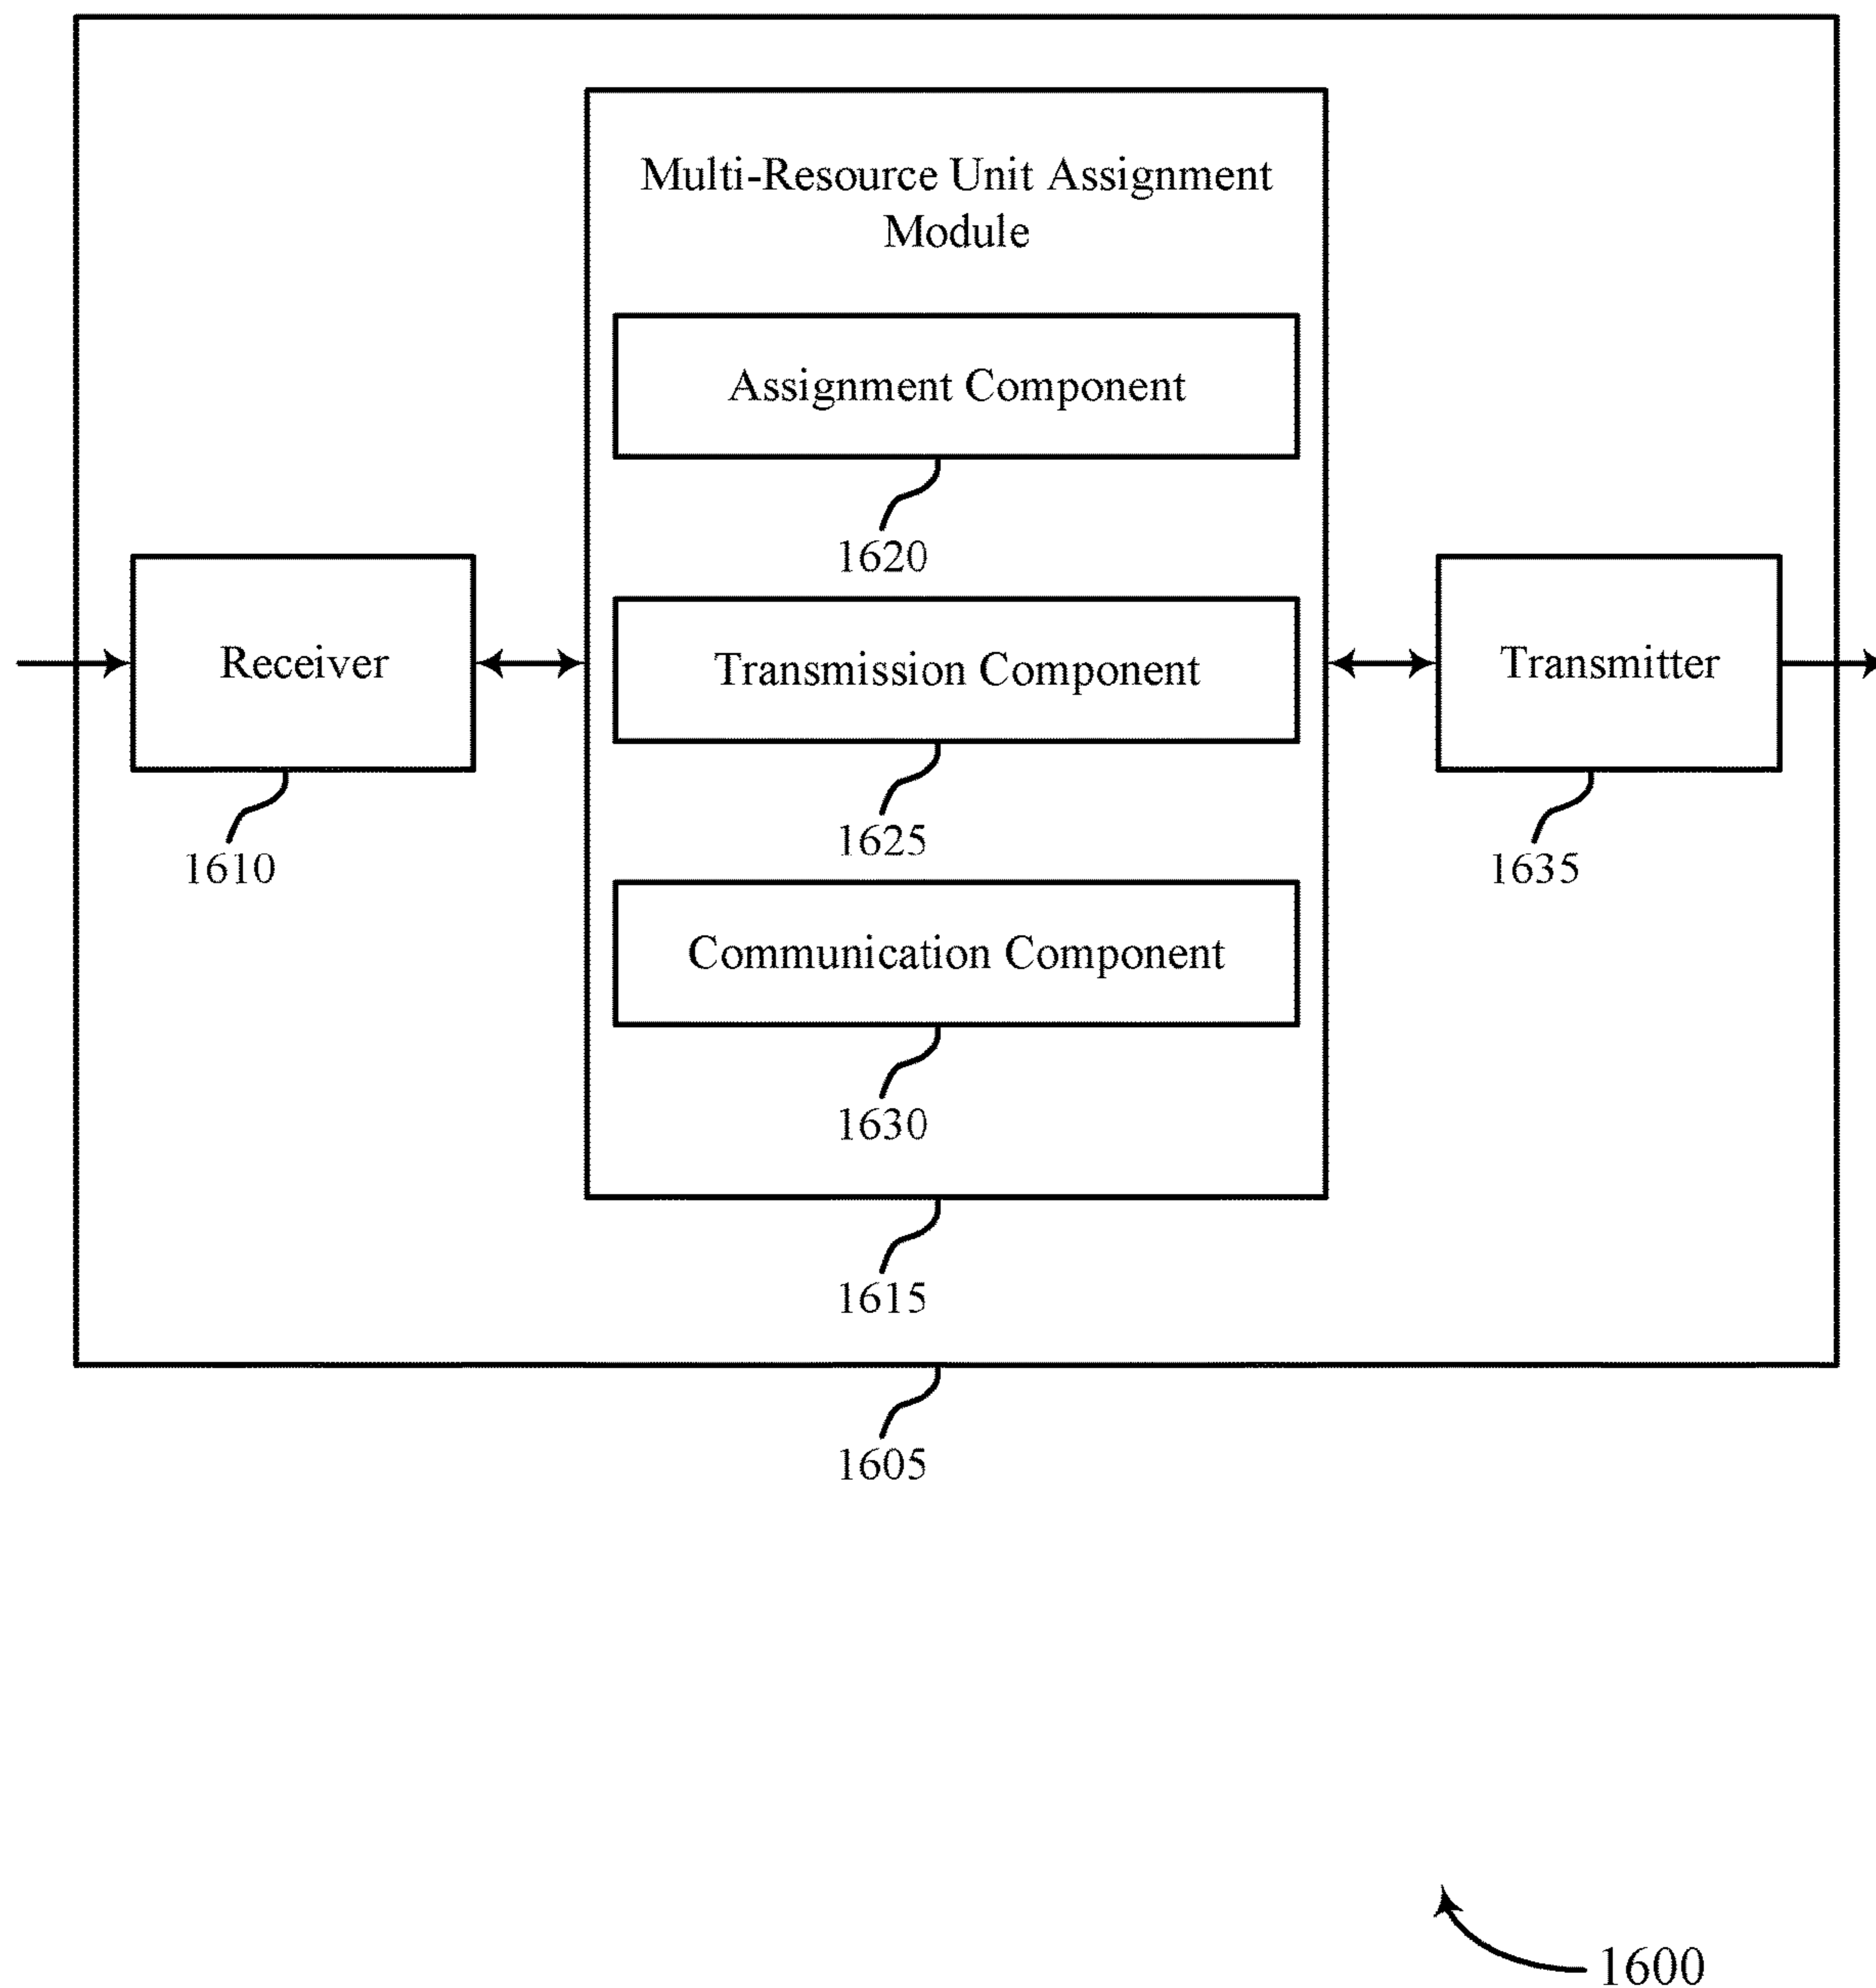 Multi-Resource Unit Assignment
Module
Assignment Component
1620
Receiver
1610
Transmission Component
1625
Transmitter
1635
Communication Component
1630
1615
1605
1600